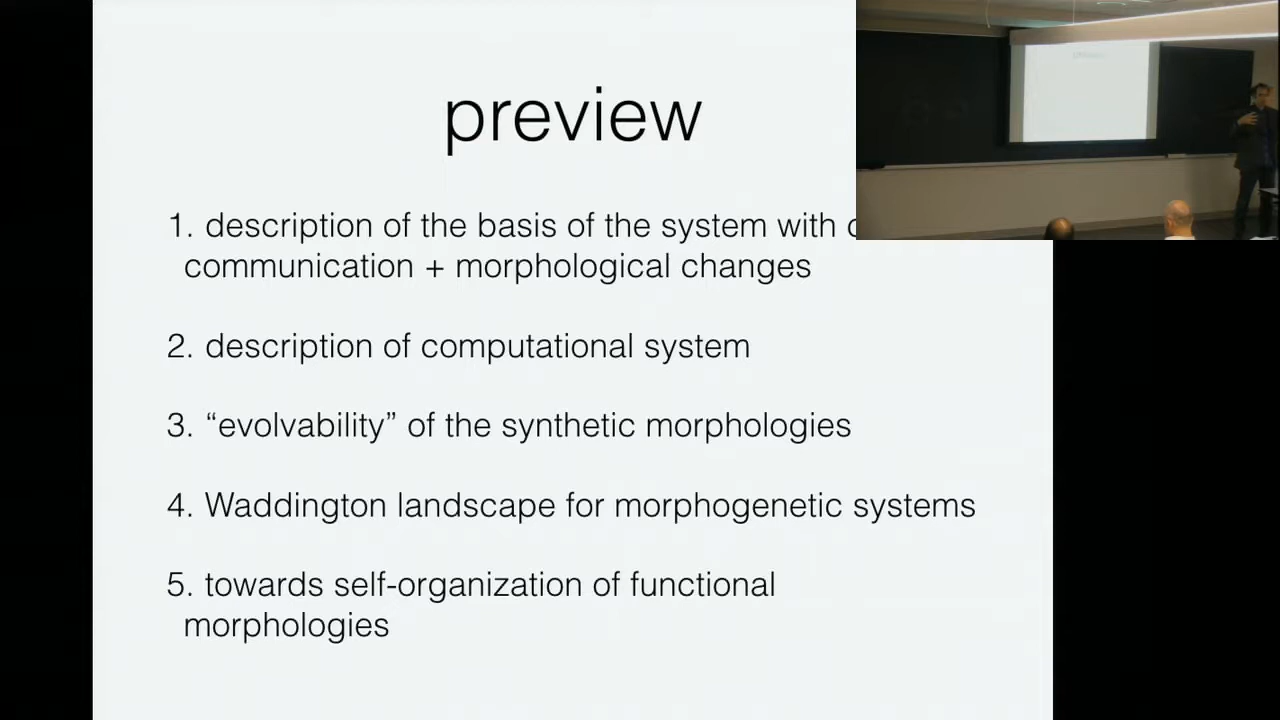 preview
1. description of the basis of the system with
communication + morphological changes
2. description of computational system
3. “evolvability” of the synthetic morphologies
4. Waddington landscape for morphogenetic systems
5. towards self-organization of functional
morphologies